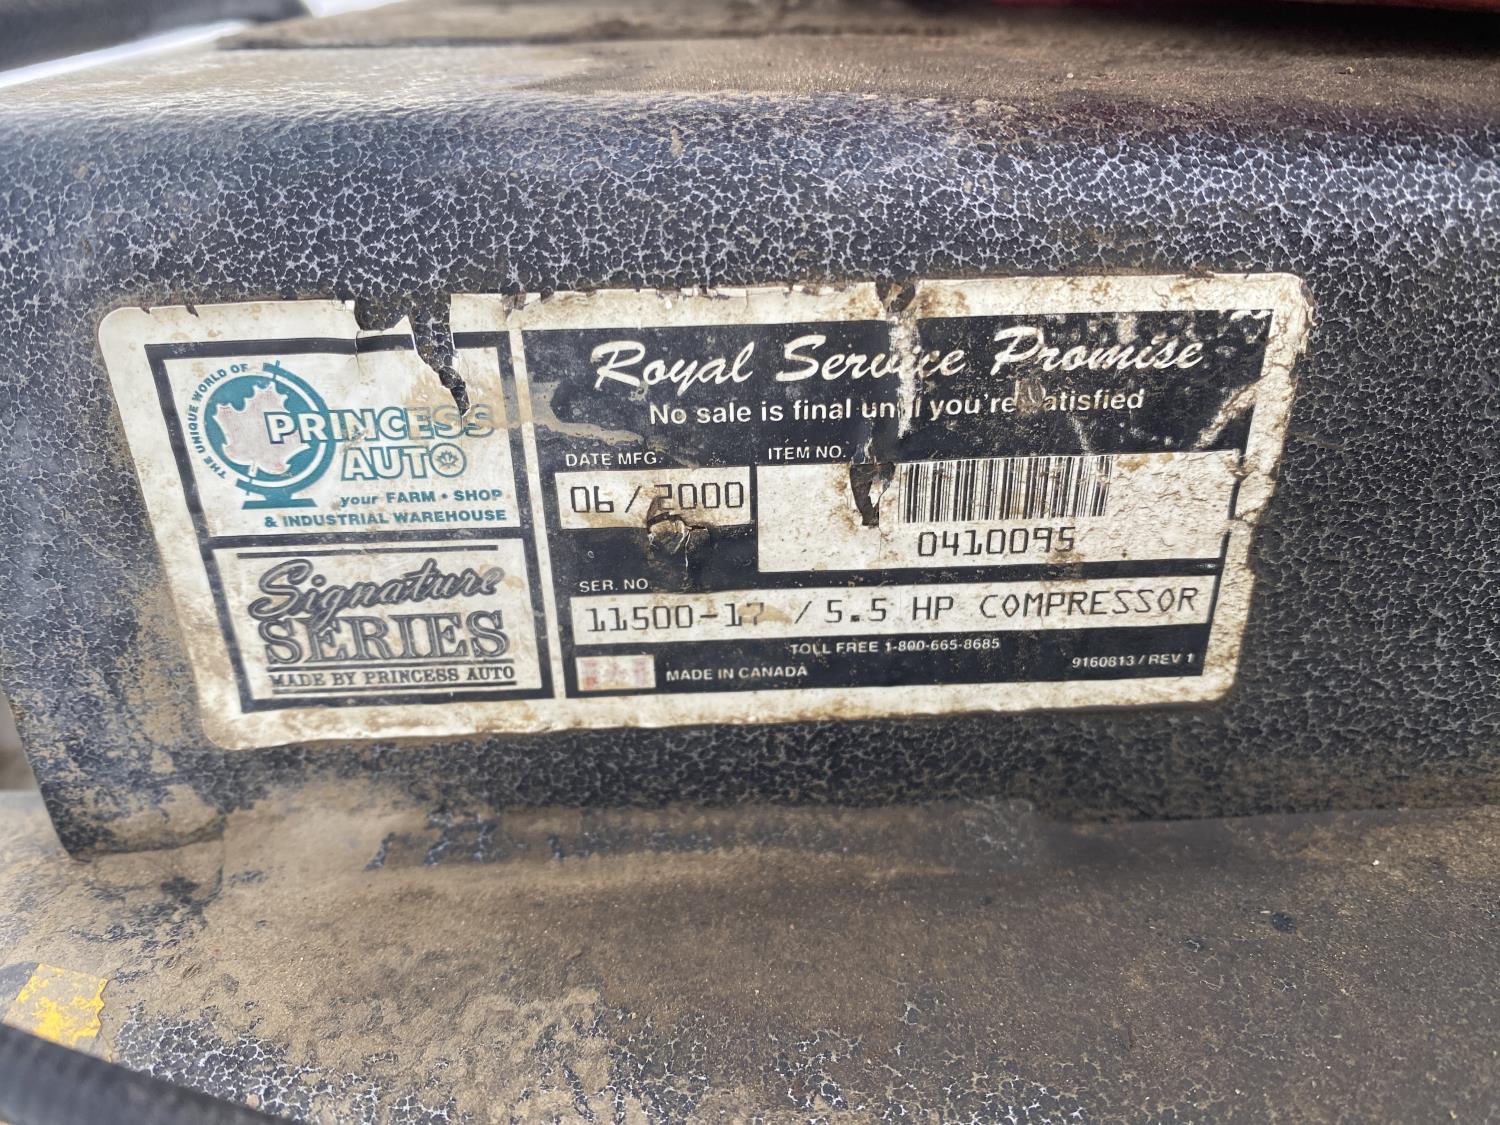 THE UNIQUE WORLD OF
PRINCESS
AUTO
your FARM • SHOP
& INDUSTRIAL WAREHOUSE
Signature
SERIES
MADE BY PRINCESS AUTO
Royal Service Promise
No sale is final until you're satisfied
DATE MFG. ITEM NO.
06/2000
0410095
SER. NO.
11500-17 /5.5 HP COMPRESSOR
TOLL FREE 1-800-665-8685
MADE IN CANADA 9160813 / REV 1